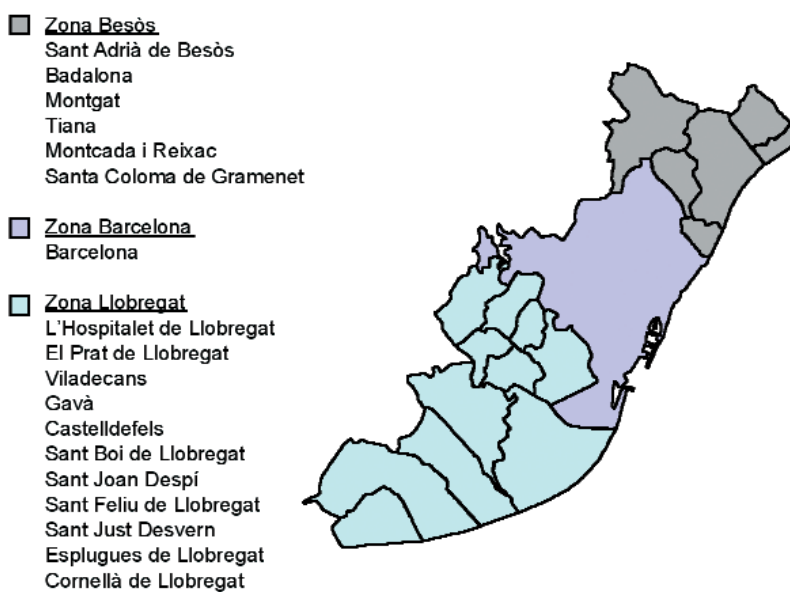 Zona Besòs
Sant Adrià de Besòs
Badalona
Montgat
Tiana
Montcada i Reixac
Santa Coloma de Gramenet
Zona Barcelona
Barcelona
Zona Llobregat
L'Hospitalet de Llobregat
El Prat de Llobregat
Viladecans
Gavà
Castelldefels
Sant Boi de Llobregat
Sant Joan Despí
Sant Feliu de Llobregat
Sant Just Desvern
Esplugues de Llobregat
Cornellà de Llobregat